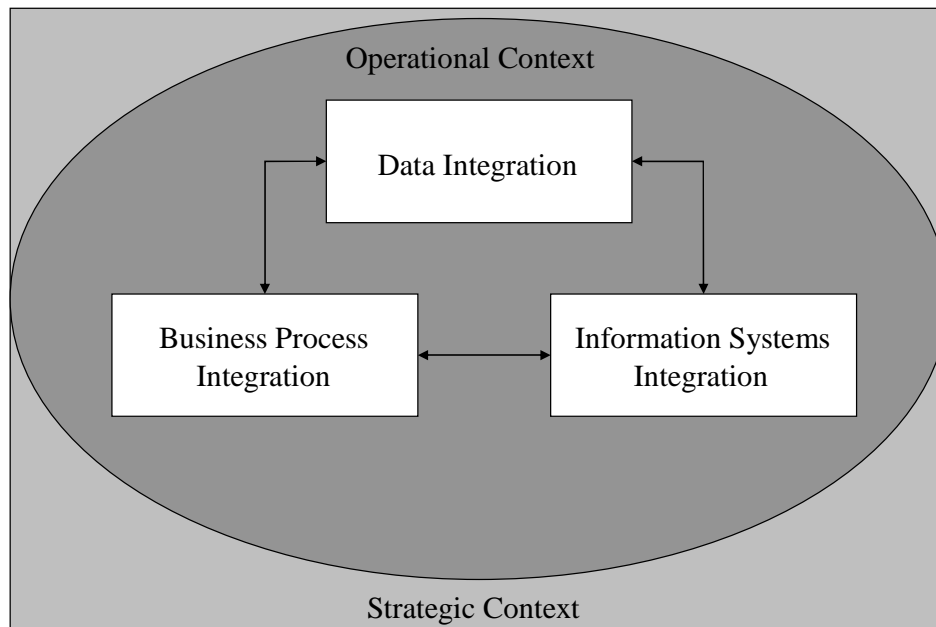 Operational Context
Data Integration
Business Process
Integration
Information Systems
Integration
Strategic Context